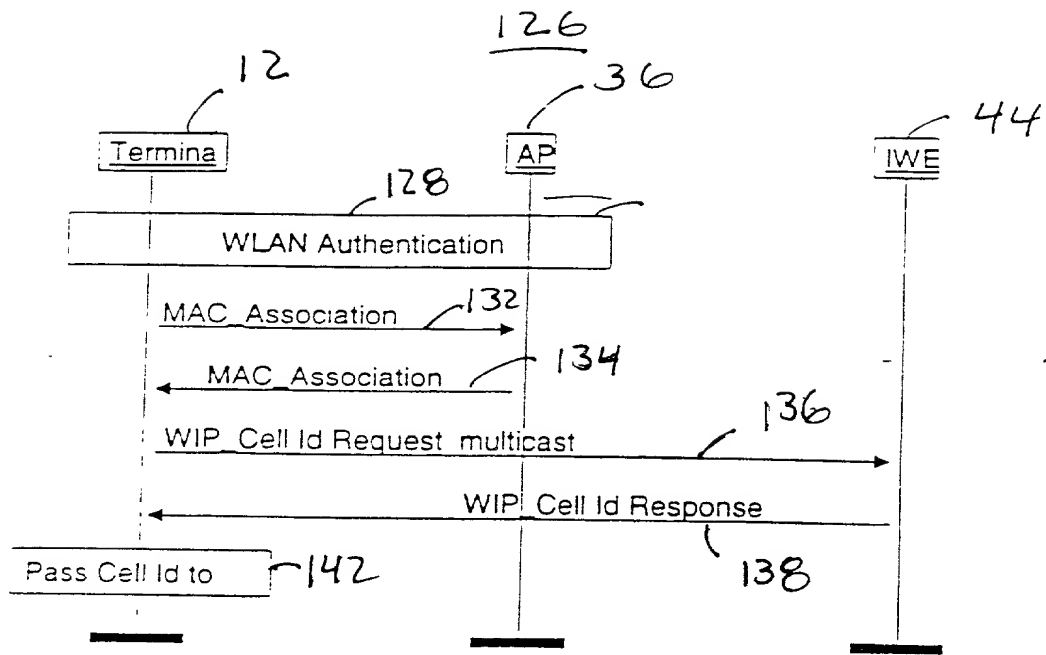 126
12
36
44
Termina
AP
IWE
128
WLAN Authentication
132
MAC_Association
134
MAC_Association
136
WIP_Cell Id Request multicast
WIP_Cell Id Response
138
Pass Cell Id to
142